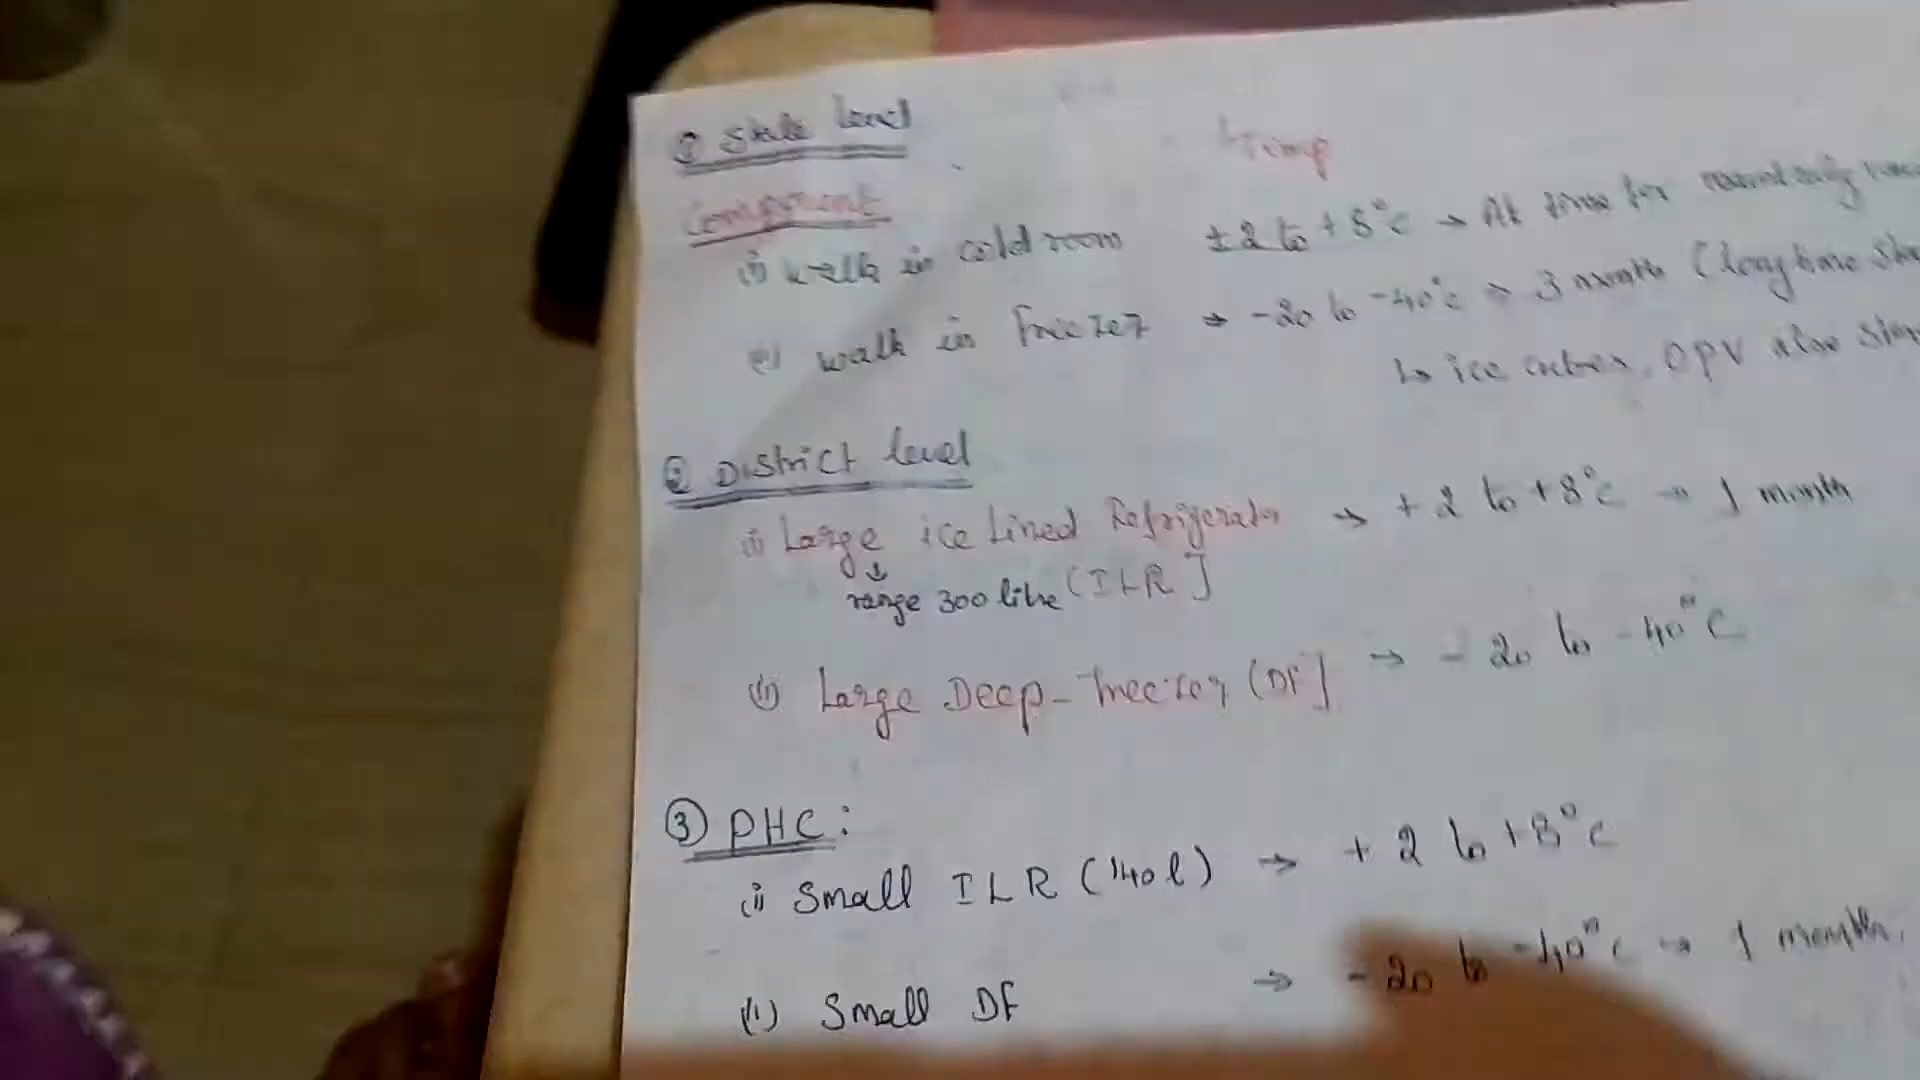 ① State level
Component temp
(i) walk in cold room ±2 to +8°c → At time for
(ii) walk in Freezer → -20 to -40°c → 3 month (long time
↳ ice cubes, OPV also
② District level
(i) Large ice Lined Refrigerator → +2 to +8°c → 1 month
↓
range 300 litre (ILR]
(ii) Large Deep-freezer (DF] → -20 to -40°C
③ PHC:
(i) Small ILR (140l) → +2 to +8°c
(ii) Small DF → -20 to -40°c → 1 month.